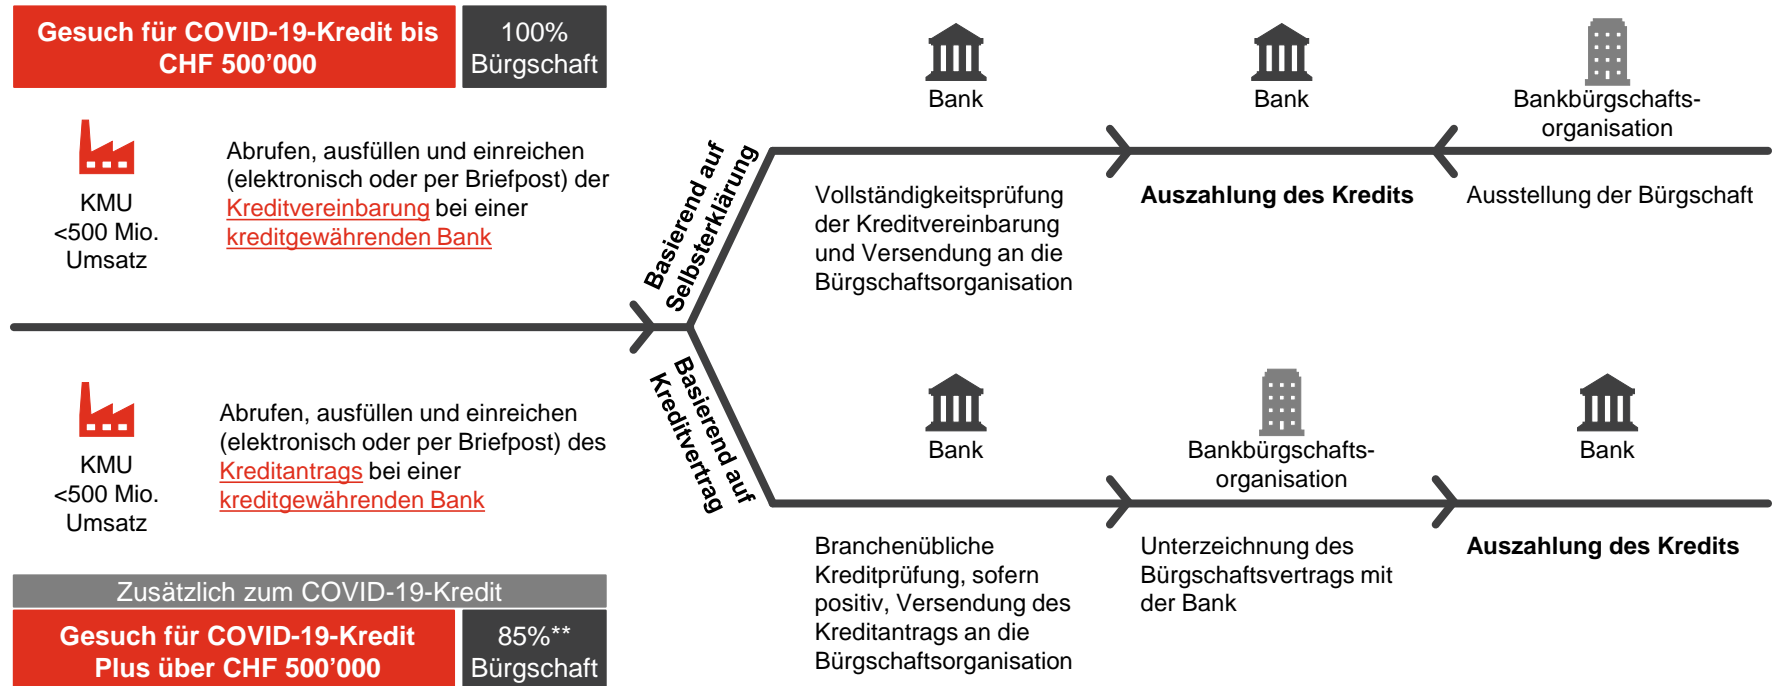 Gesuch für COVID-19-Kredit bis
CHF 500’000
100%
Bürgschaft
KMU
<500 Mio.
Umsatz
Abrufen, ausfüllen und einreichen
(elektronisch oder per Briefpost) der
Kreditvereinbarung bei einer
kreditgewährenden Bank
Basierend auf
Selbsterklärung
Bank
Vollständigkeitsprüfung
der Kreditvereinbarung
und Versendung an die
Bürgschaftsorganisation
Bank
Auszahlung des Kredits
Bankbürgschafts-
organisation
Ausstellung der Bürgschaft
KMU
<500 Mio.
Umsatz
Abrufen, ausfüllen und einreichen
(elektronisch oder per Briefpost) des
Kreditantrags bei einer
kreditgewährenden Bank
Basierend auf
Kreditvertrag
Bank
Branchenübliche
Kreditprüfung, sofern
positiv, Versendung des
Kreditantrags an die
Bürgschaftsorganisation
Bankbürgschafts-
organisation
Unterzeichnung des
Bürgschaftsvertrags mit
der Bank
Bank
Auszahlung des Kredits
Zusätzlich zum COVID-19-Kredit
Gesuch für COVID-19-Kredit
Plus über CHF 500’000
85%**
Bürgschaft